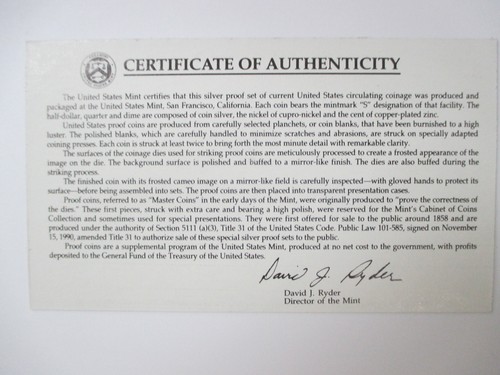 CERTIFICATE OF AUTHENTICITY
The United States Mint certifies that this silver proof set of current United States circulating coinage was produced and
packaged at the United States Mint, San Francisco, California. Each coin bears the mintmark "S" designation of that facility. The
half-dollar, quarter and dime are composed of coin silver, the nickel of cupro-nickel and the cent of copper-plated zinc.
United States proof coins are produced from carefully selected planchets, or coin blanks, that have been burnished to a high
luster. The polished blanks, which are carefully handled to minimize scratches and abrasions, are struck on specially adapted
coining presses. Each coin is struck at least twice to bring forth the most minute detail with remarkable clarity.
The surfaces of the coinage dies used for striking proof coins are meticulously processed to create a frosted appearance of the
image on the die. The background surface is polished and buffed to a mirror-like finish. The dies are also buffed during the
striking process.
The finished coin with its frosted cameo image on a mirror-like field is carefully inspected—with gloved hands to protect its
surface—before being assembled into sets. The proof coins are then placed into transparent presentation cases.
Proof coins, referred to as "Master Coins" in the early days of the Mint, were originally produced to "prove the correctness of
the dies." These first pieces, struck with extra care and bearing a high polish, were reserved for the Mint's Cabinet of Coins
Collection and sometimes used for special presentations. They were first offered for sale to the public around 1858 and are
produced under the authority of Section 5111 (a)(3), Title 31 of the United States Code. Public Law 101-585, signed on November
15, 1990, amended Title 31 to authorize sale of these special silver proof sets to the public.
Proof coins are a supplemental program of the United States Mint, produced at no net cost to the government, with profits
deposited to the General Fund of the Treasury of the United States.
David J. Ryder
David J. Ryder
Director of the Mint